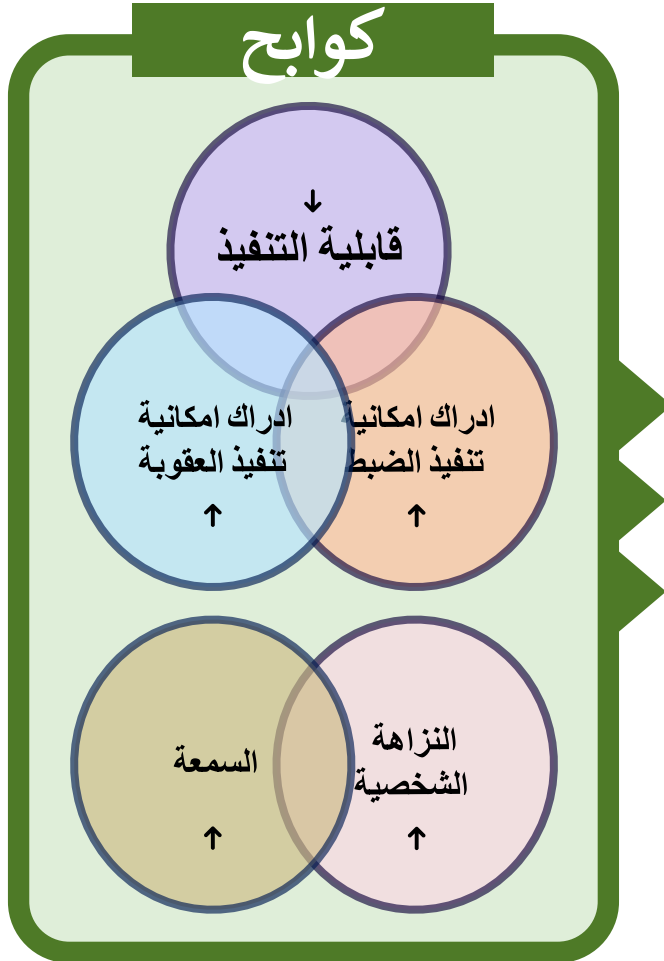 كوابح
↓
قابلية التنفيذ
ادراك امكانية
تنفيذ الضبط
↑
ادراك امكانية
تنفيذ العقوبة
↑
النزاهة
الشخصية
↑
السمعة
↑